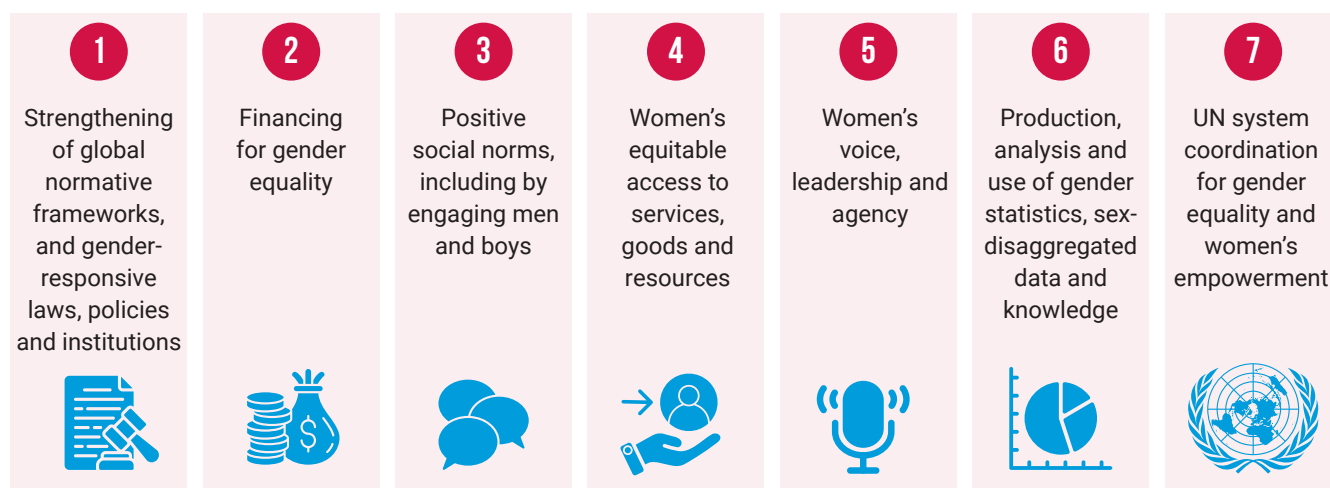 1
Strengthening
of global
normative
frameworks,
and gender-
responsive
laws, policies
and institutions
2
Financing
for gender
equality
$
3
Positive
social norms,
including by
engaging men
and boys
4
Women’s
equitable
access to
services,
goods and
resources
5
Women’s
voice,
leadership and
agency
6
Production,
analysis and
use of gender
statistics, sex-
disaggregated
data and
knowledge
7
UN system
coordination
for gender
equality and
women’s
empowerment